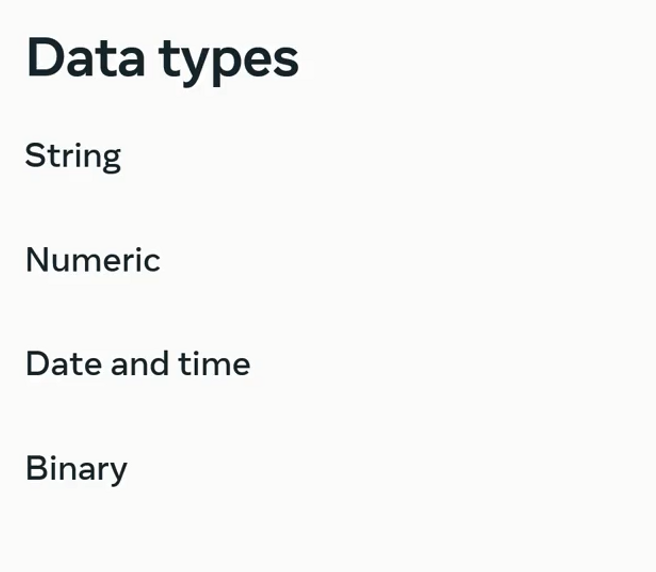 Data types
String
Numeric
Date and time
Binary